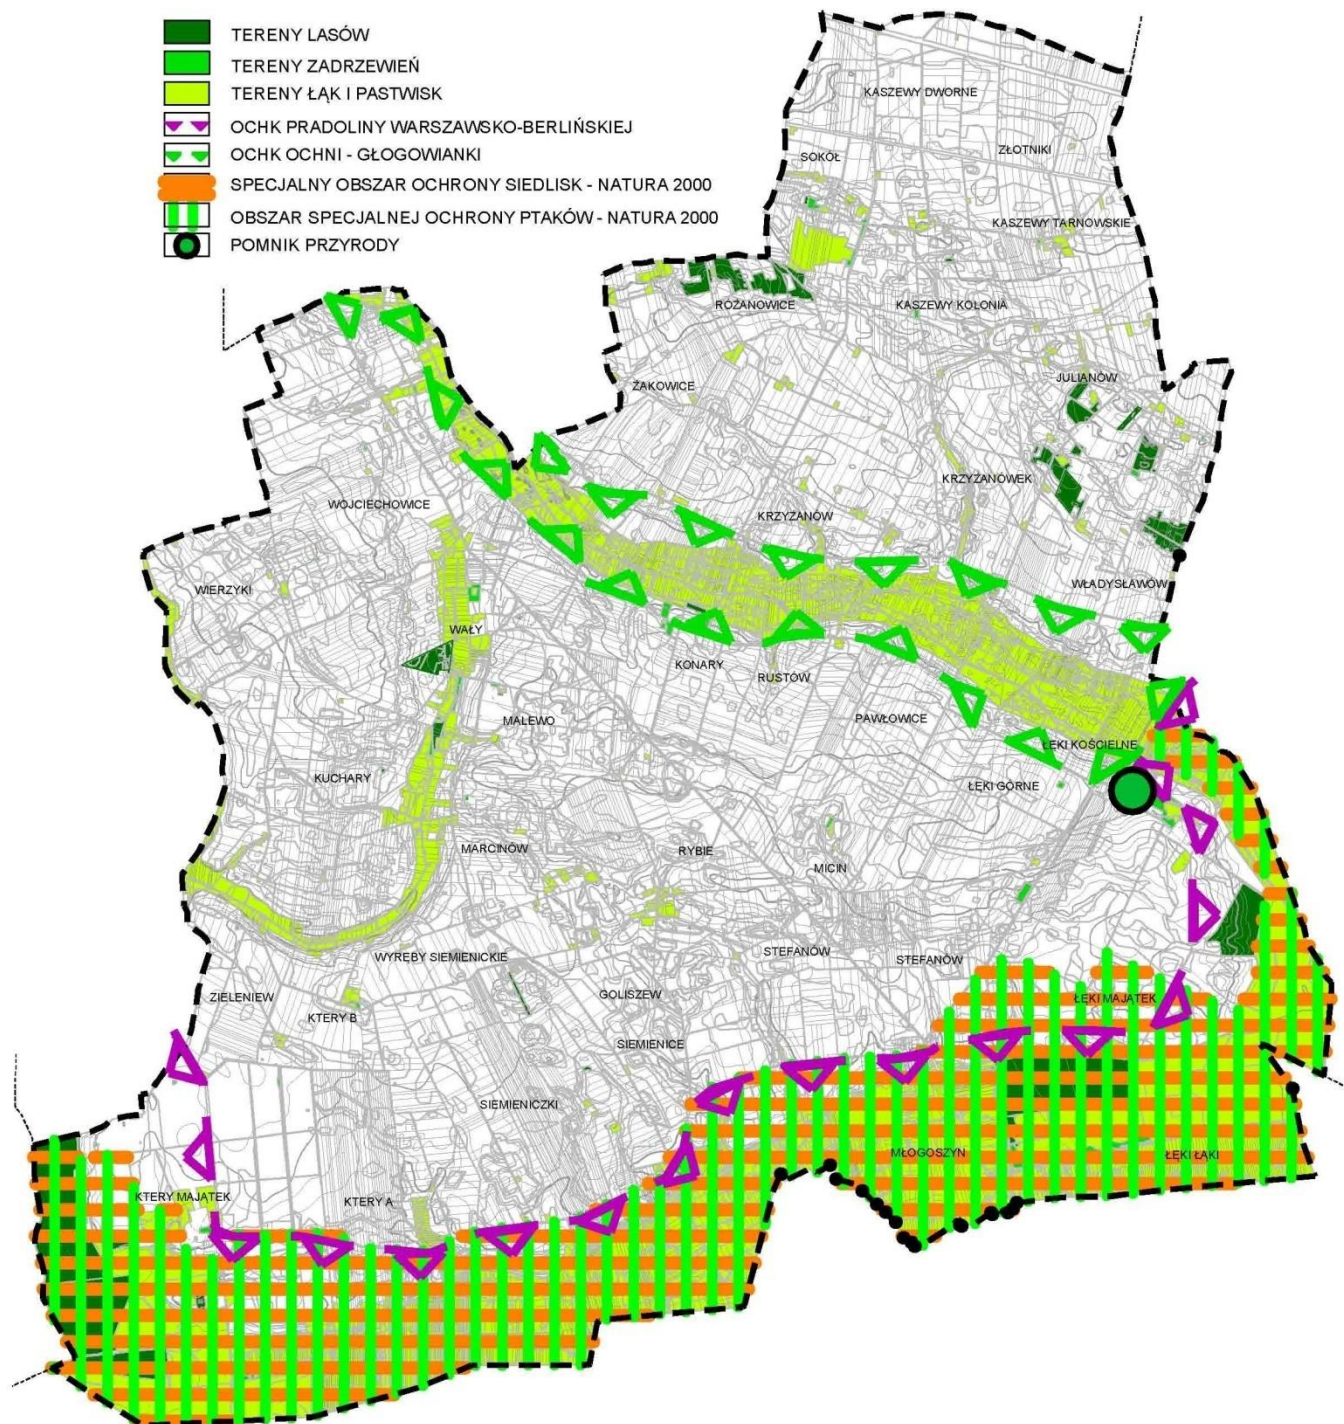 TERENY LASÓW
TERENY ZADRZEWIEŃ
TERENY ŁĄK I PASTWISK
OCHK PRADOLINY WARSZAWSKO-BERLIŃSKIEJ
OCHK OCHNI - GŁOGOWIANKI
SPECJALNY OBSZAR OCHRONY SIEDLISK - NATURA 2000
OBSZAR SPECJALNEJ OCHRONY PTAKÓW - NATURA 2000
POMNIK PRZYRODY
KASZEWY DWORNE
SOKÓŁ
ZŁOTNIKI
KASZEWY TARNOWSKIE
RÓŻANOWICE
KASZEWY KOLONIA
ŻAKOWICE
JULIANÓW
KRZYŻANÓWEK
WOJCIECHOWICE
KRZYŻANÓW
WIERZYKI
WŁADYSŁAWÓW
WAŁY
KONARY
RUSTÓW
MALEWO
PAWŁOWICE
ŁĘKI KOŚCIELNE
KUCHARY
ŁĘKI GÓRNE
MARCINÓW
RYBIE
MICIN
WYRĘBY SIEMIENICKIE
STEFANÓW
STEFANÓW
ZIELENIEW
GOLISZEW
ŁĘKI MAJĄTEK
KTERY B
SIEMIENICE
SIEMIENICZKI
MŁOGOSZYN
ŁĘKI ŁĄKI
KTERY MAJĄTEK
KTERY A